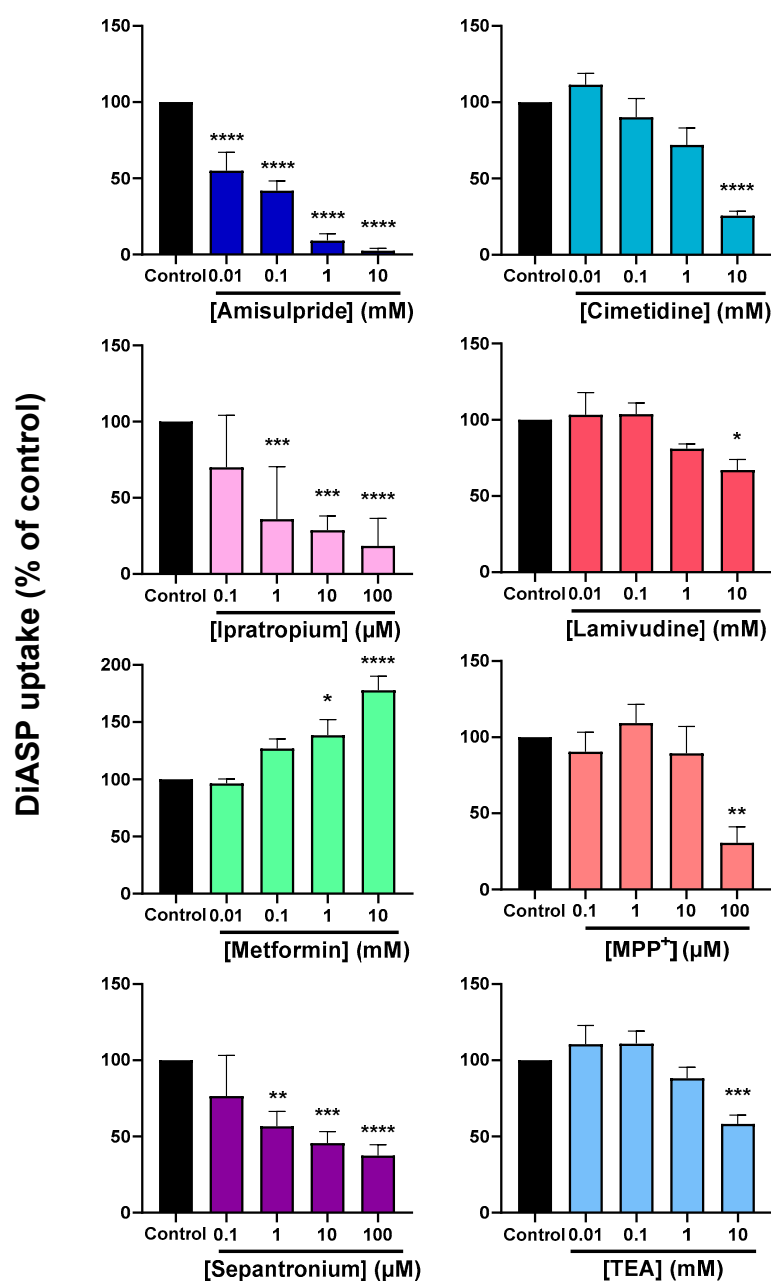 DiASP uptake (% of control)
150
100
50
0
****
****
****
****
Control 0.01 0.1 1 10
[Amisulpride] (mM)
150
100
50
0
****
Control 0.01 0.1 1 10
[Cimetidine] (mM)
150
100
50
0
***
***
****
Control 0.1 1 10 100
[Ipratropium] (µM)
150
100
50
0
*
Control 0.01 0.1 1 10
[Lamivudine] (mM)
200
150
100
50
0
*
****
Control 0.01 0.1 1 10
[Metformin] (mM)
150
100
50
0
**
Control 0.1 1 10 100
[MPP⁺] (µM)
150
100
50
0
**
***
****
Control 0.1 1 10 100
[Sepantronium] (µM)
150
100
50
0
***
Control 0.01 0.1 1 10
[TEA] (mM)